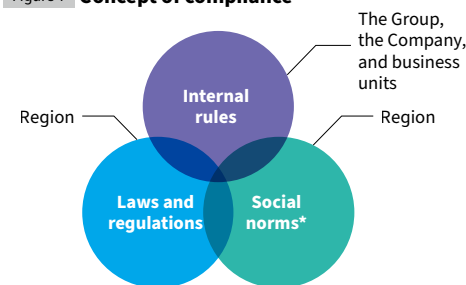 Concept of compliance
The Group,
the Company,
and business
units
Internal
rules
Region
Region
Laws and
regulations
Social
norms*